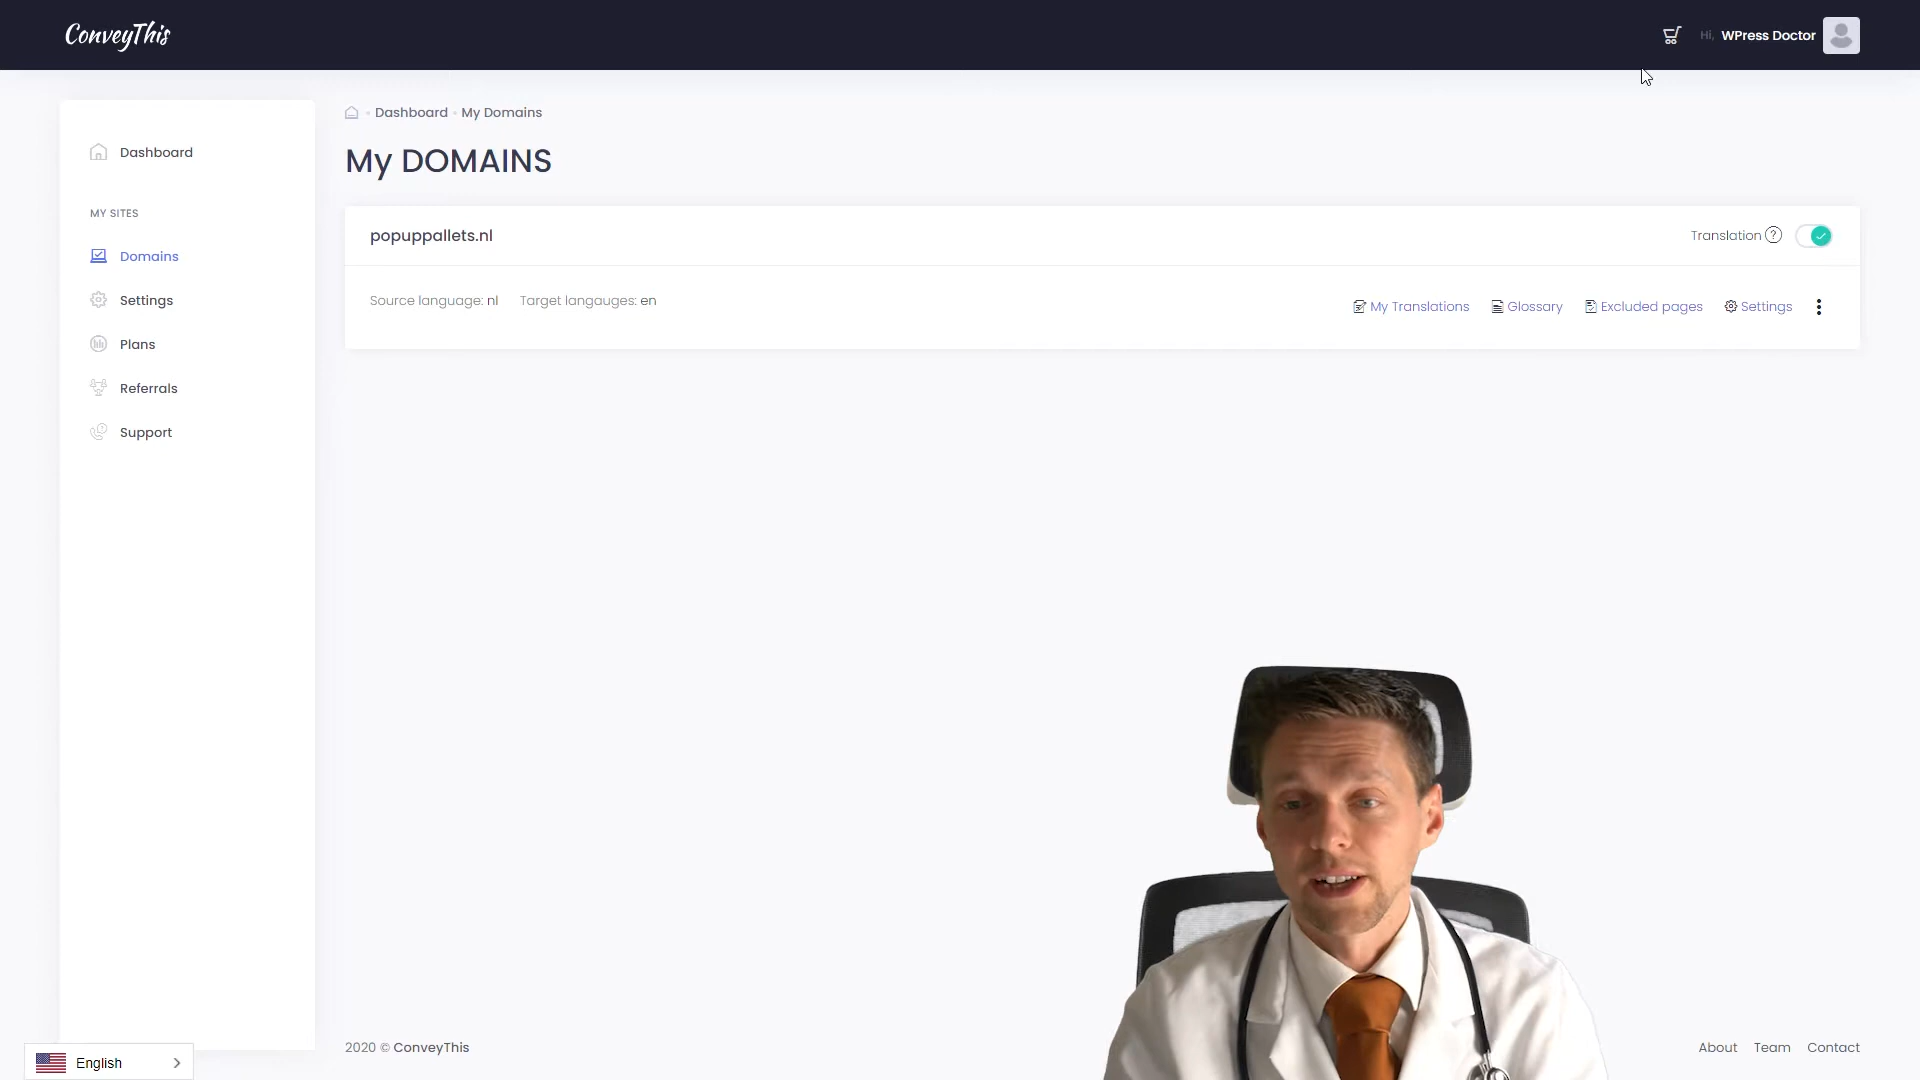 ConveyThis
Hi, WPress Doctor
Dashboard
MY SITES
Domains
Settings
Plans
Referrals
Support
Dashboard My Domains
My DOMAINS
popuppallets.nl
Translation ?
Source language: nl Target langauges: en
My Translations Glossary Excluded pages Settings
2020 © ConveyThis
About Team Contact
English